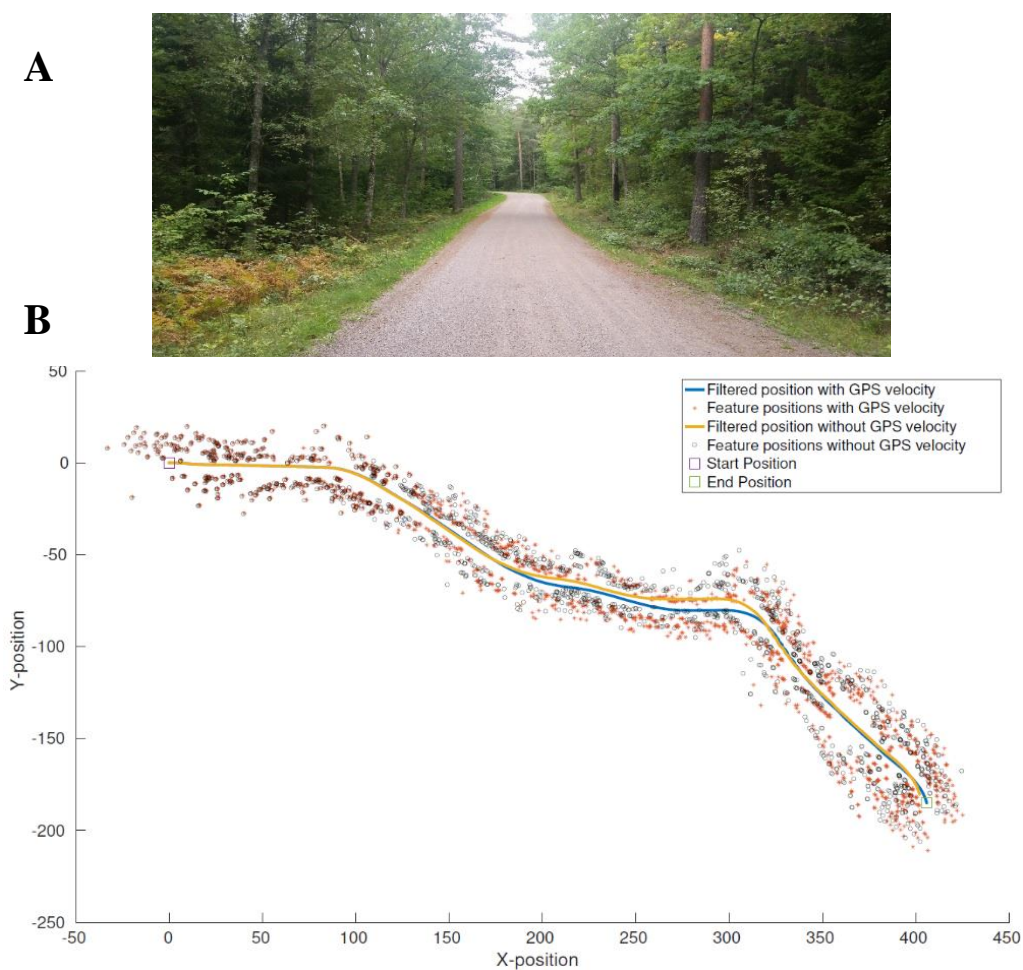 A
B
50
0
-50
-100
-150
-200
-250
Y-position
Filtered position with GPS velocity
Feature positions with GPS velocity
Filtered position without GPS velocity
Feature positions without GPS velocity
Start Position
End Position
-50 0 50 100 150 200 250 300 350 400 450
X-position